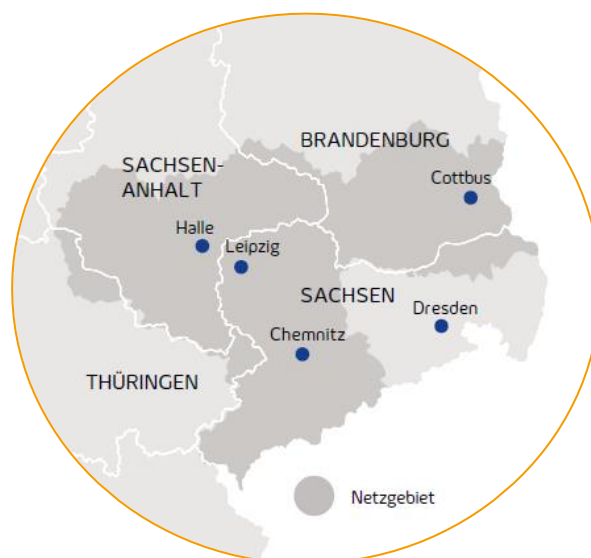 BRANDENBURG
SACHSEN-
ANHALT
Cottbus
Halle
Leipzig
SACHSEN
Dresden
Chemnitz
THÜRINGEN
Netzgebiet